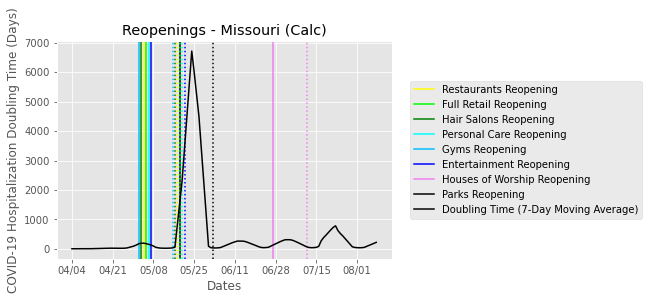 Reopenings - Missouri (Calc)
COVID-19 Hospitalization Doubling Time (Days)
7000
6000
5000
4000
3000
2000
1000
0
04/04 04/21 05/08 05/25 06/11 06/28 07/15 08/01
Dates
Restaurants Reopening
Full Retail Reopening
Hair Salons Reopening
Personal Care Reopening
Gyms Reopening
Entertainment Reopening
Houses of Worship Reopening
Parks Reopening
Doubling Time (7-Day Moving Average)